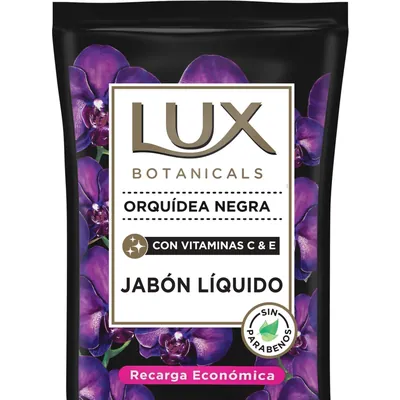 LUX
BOTANICALS
ORQUÍDEA NEGRA
CON VITAMINAS C & E
JABÓN LÍQUIDO
SIN
PARABENOS
Recarga Económica